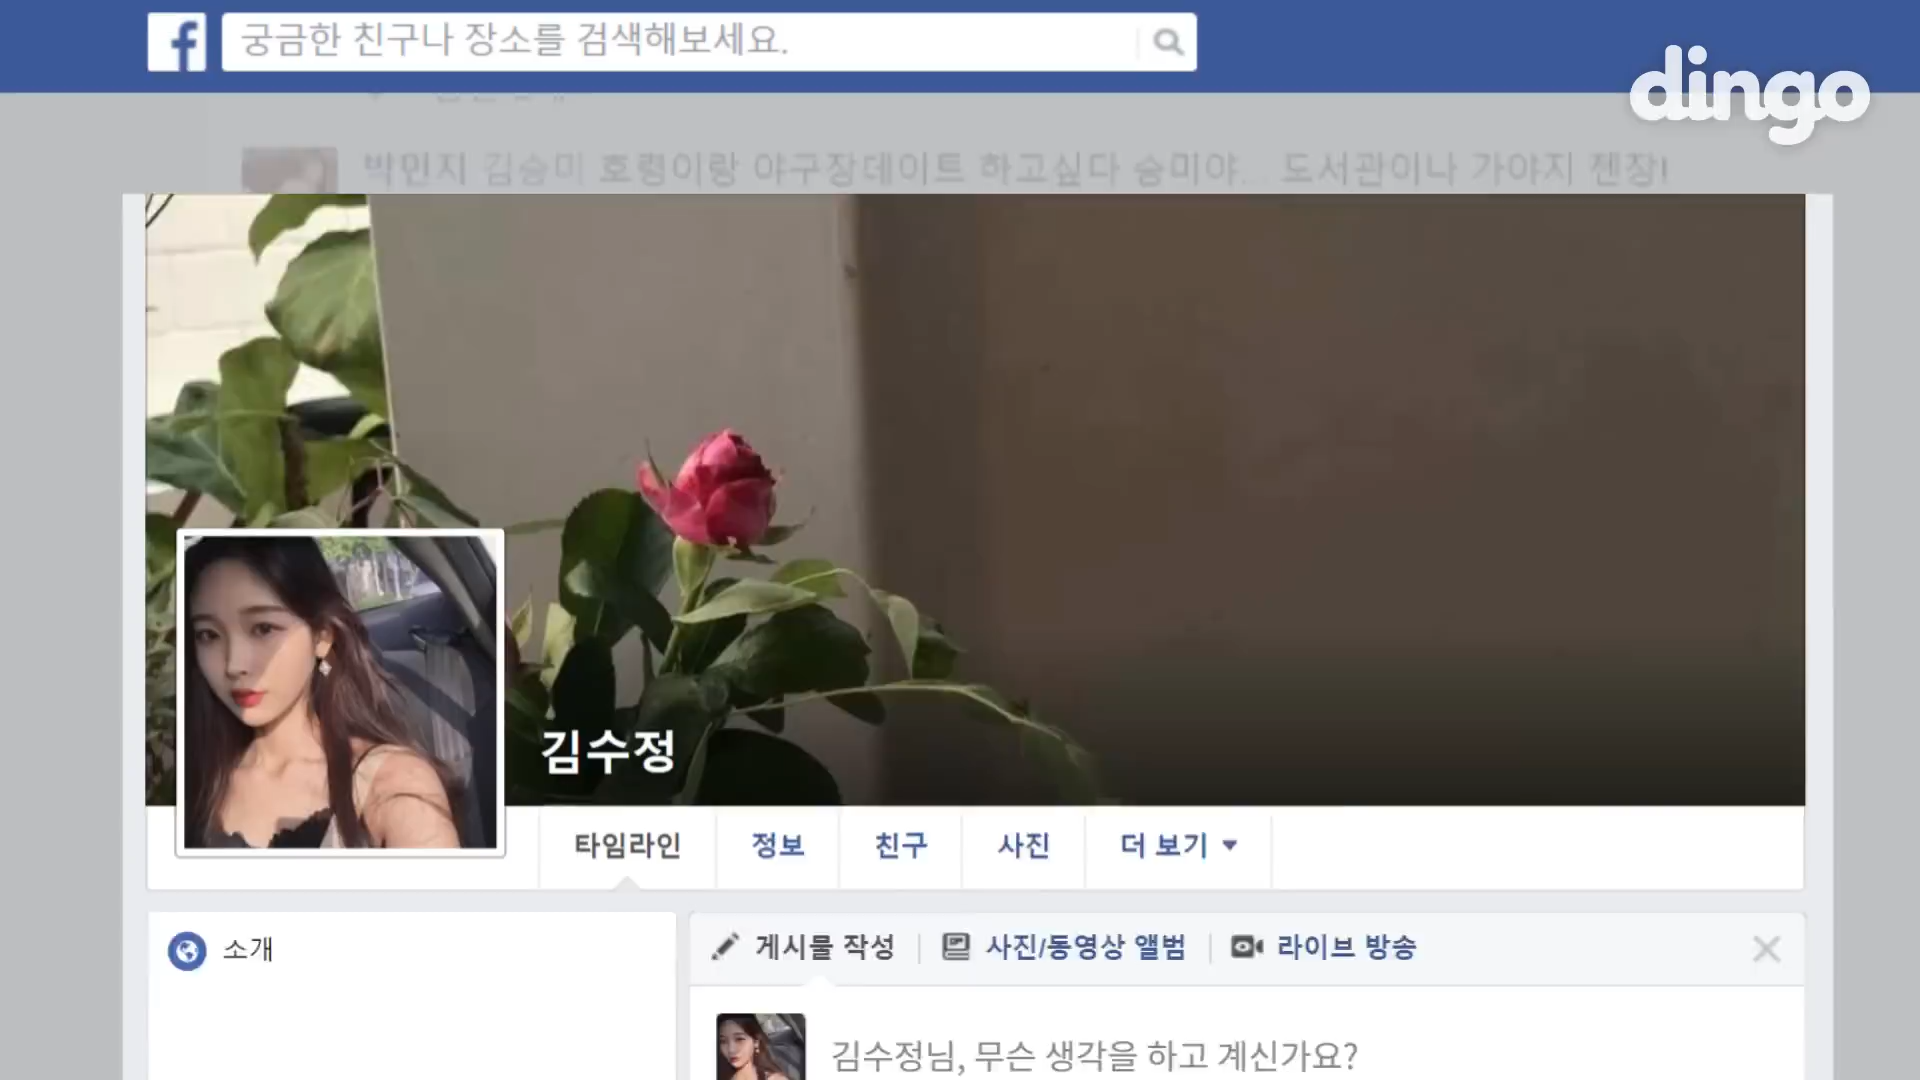 궁금한 친구나 장소를 검색해보세요.
dingo
박민지 김승미 호령이랑 야구장데이트 하고싶다 승미야... 도서관이나 가야지 젠장!
김수정
타임라인
정보
친구
사진
더 보기
소개
게시물 작성
사진/동영상 앨범
라이브 방송
김수정님, 무슨 생각을 하고 계신가요?